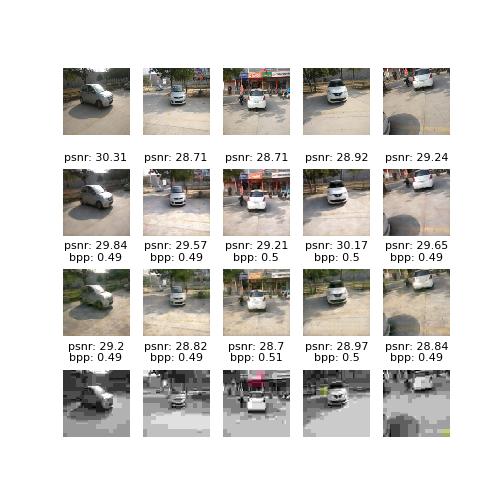 psnr: 30.31 psnr: 28.71 psnr: 28.71 psnr: 28.92 psnr: 29.24
psnr: 29.84 psnr: 29.57 psnr: 29.21 psnr: 30.17 psnr: 29.65
bpp: 0.49 bpp: 0.49 bpp: 0.5 bpp: 0.5 bpp: 0.49
psnr: 29.2 psnr: 28.82 psnr: 28.7 psnr: 28.97 psnr: 28.84
bpp: 0.49 bpp: 0.49 bpp: 0.51 bpp: 0.5 bpp: 0.49